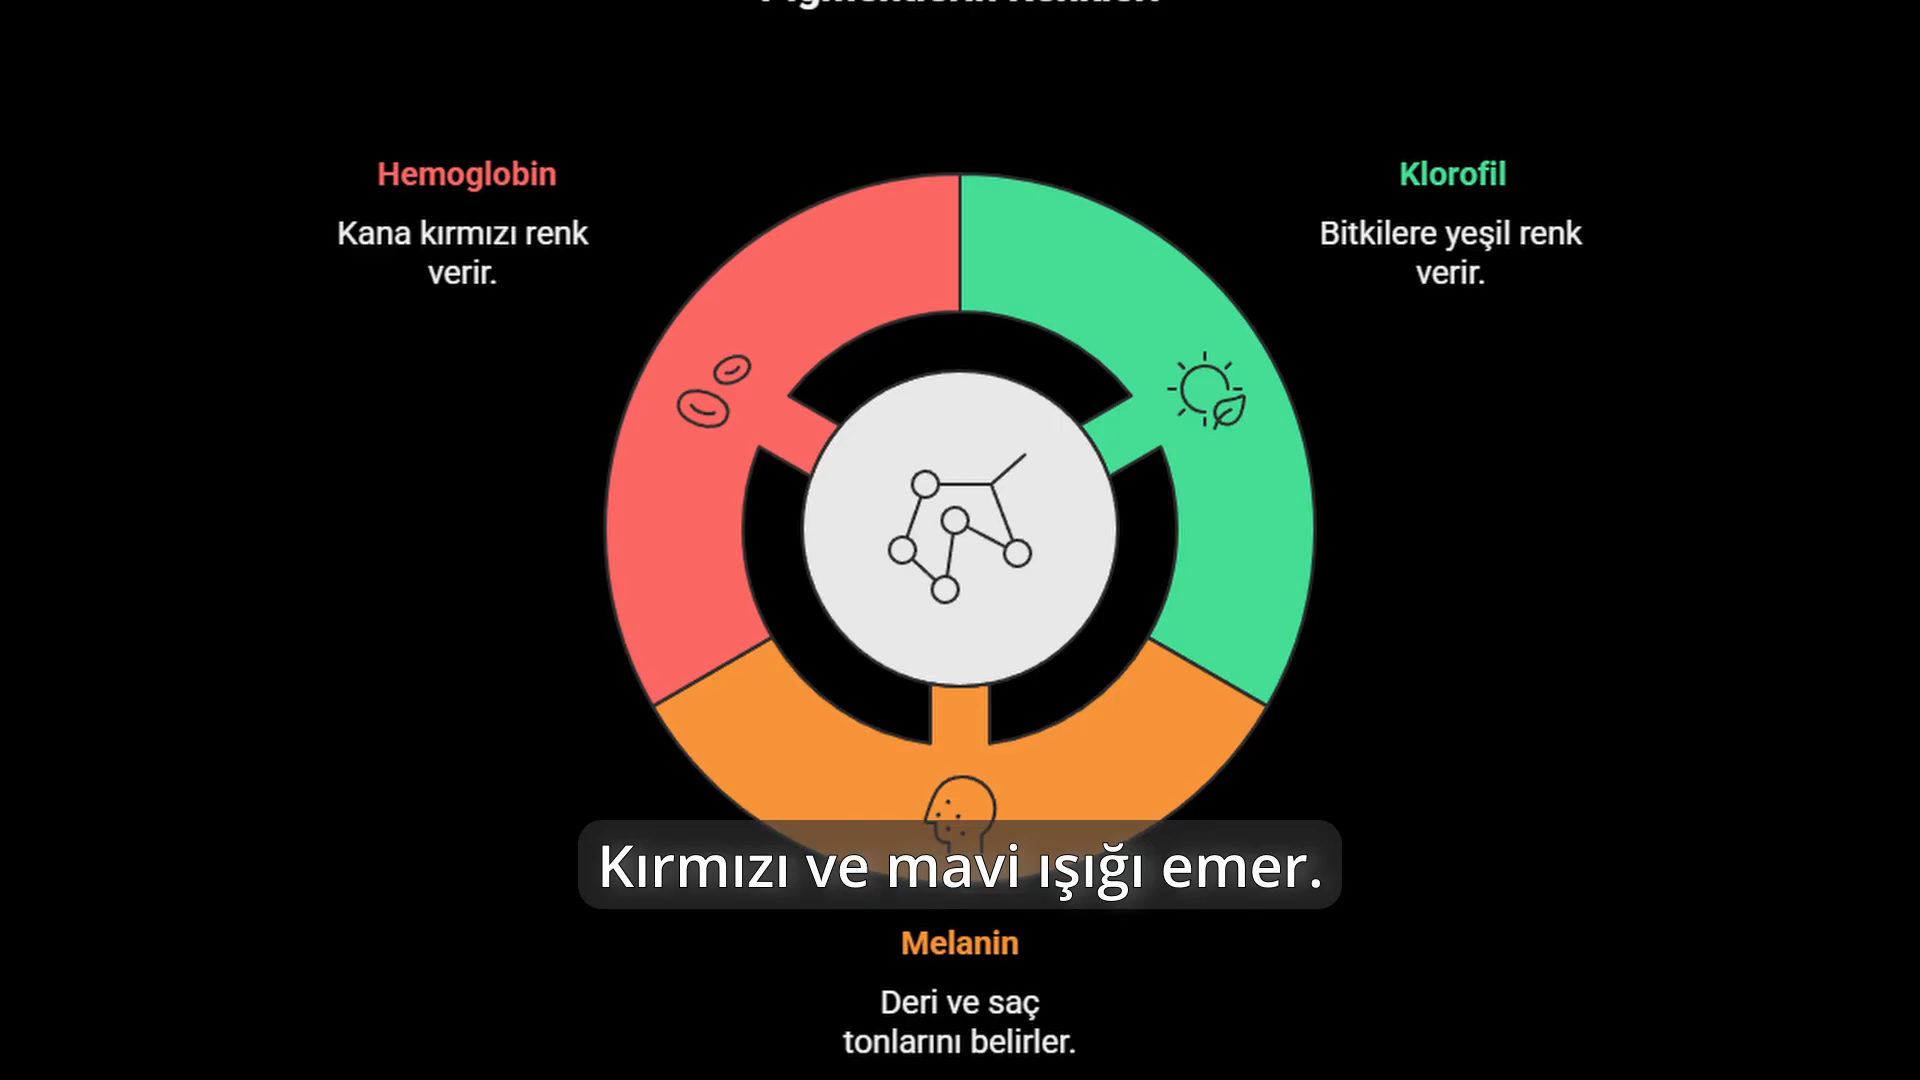 Hemoglobin
Kana kırmızı renk
verir.
Klorofil
Bitkilere yeşil renk
verir.
Kırmızı ve mavi ışığı emer.
Melanin
Deri ve saç
tonlarını belirler.